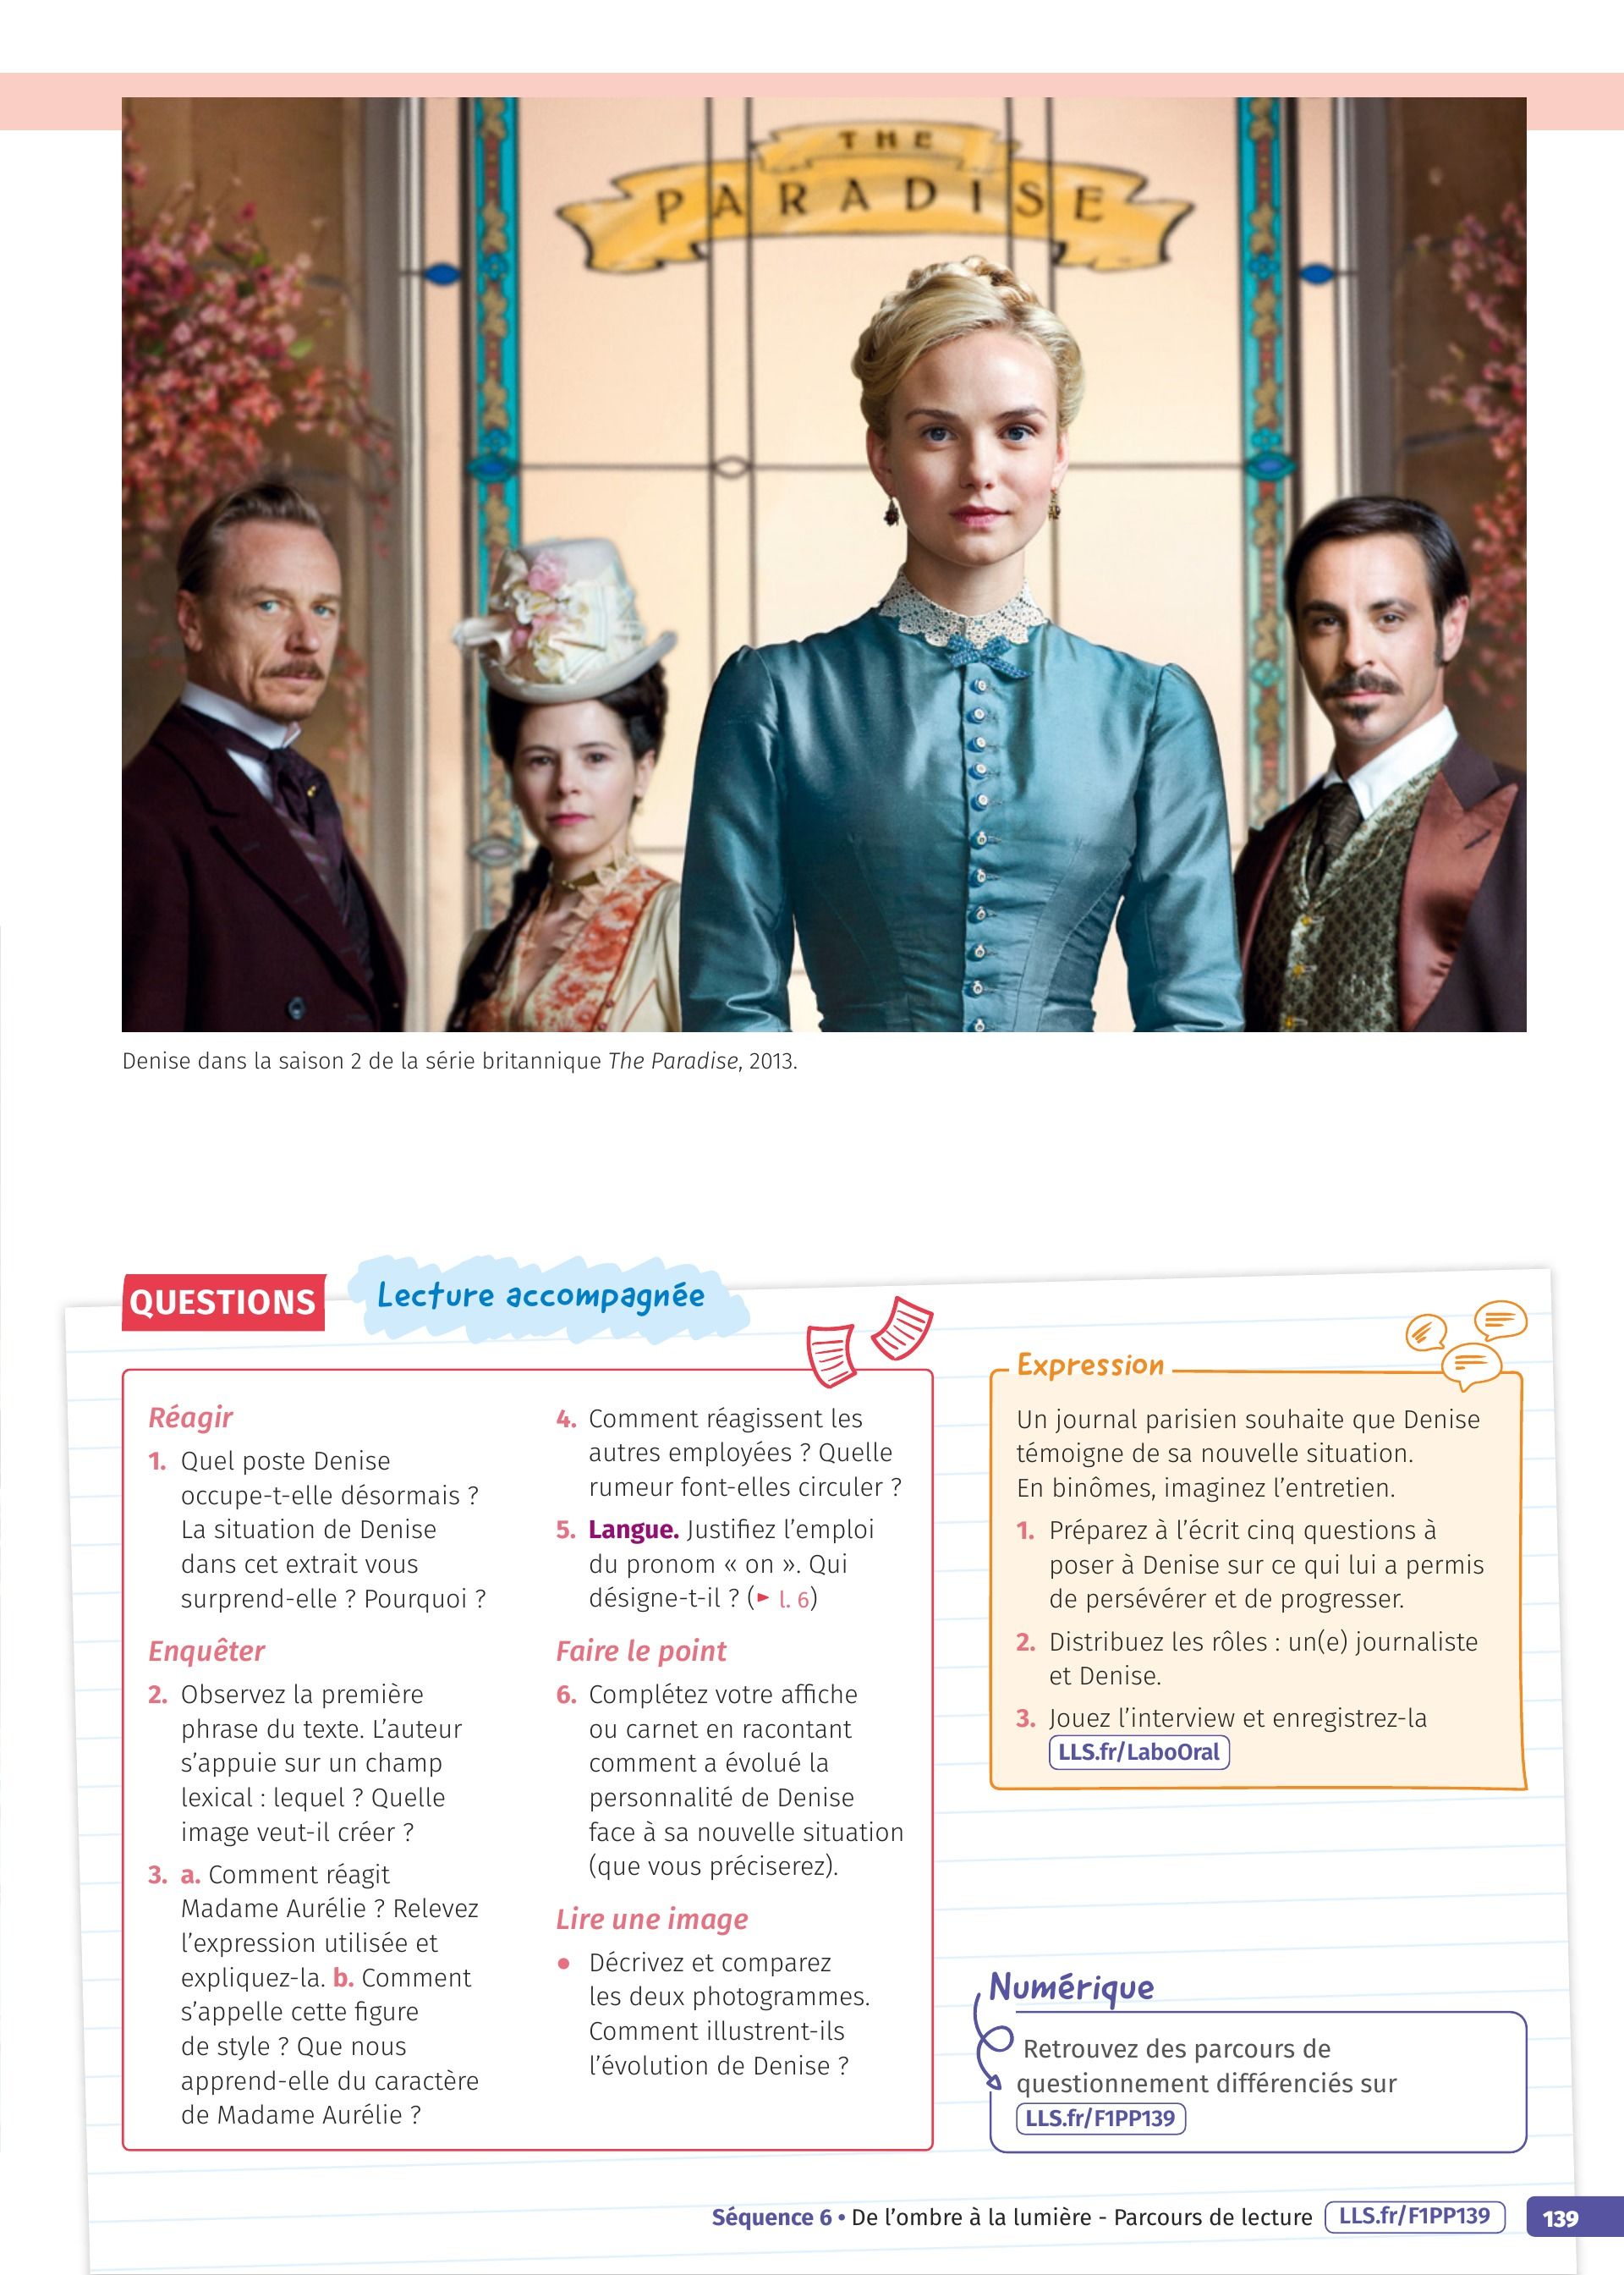 THE
PARADISE
Denise dans la saison 2 de la série britannique The Paradise, 2013.
QUESTIONS
Lecture accompagnée
Réagir
1. Quel poste Denise
occupe-t-elle désormais ?
La situation de Denise
dans cet extrait vous
surprend-elle ? Pourquoi ?
Enquêter
2. Observez la première
phrase du texte. L’auteur
s’appuie sur un champ
lexical : lequel ? Quelle
image veut-il créer ?
3. a. Comment réagit
Madame Aurélie ? Relevez
l’expression utilisée et
expliquez-la. b. Comment
s’appelle cette figure
de style ? Que nous
apprend-elle du caractère
de Madame Aurélie ?
4. Comment réagissent les
autres employées ? Quelle
rumeur font-elles circuler ?
5. Langue. Justifiez l’emploi
du pronom « on ». Qui
désigne-t-il ? (► l. 6)
Faire le point
6. Complétez votre affiche
ou carnet en racontant
comment a évolué la
personnalité de Denise
face à sa nouvelle situation
(que vous préciserez).
Lire une image
• Décrivez et comparez
les deux photogrammes.
Comment illustrent-ils
l’évolution de Denise ?
Expression
Un journal parisien souhaite que Denise
témoigne de sa nouvelle situation.
En binômes, imaginez l’entretien.
1. Préparez à l’écrit cinq questions à
poser à Denise sur ce qui lui a permis
de persévérer et de progresser.
2. Distribuez les rôles : un(e) journaliste
et Denise.
3. Jouez l’interview et enregistrez-la
LLS.fr/LaboOral
Numérique
Retrouvez des parcours de
questionnement différenciés sur
LLS.fr/F1PP139
Séquence 6 • De l’ombre à la lumière - Parcours de lecture LLS.fr/F1PP139 139